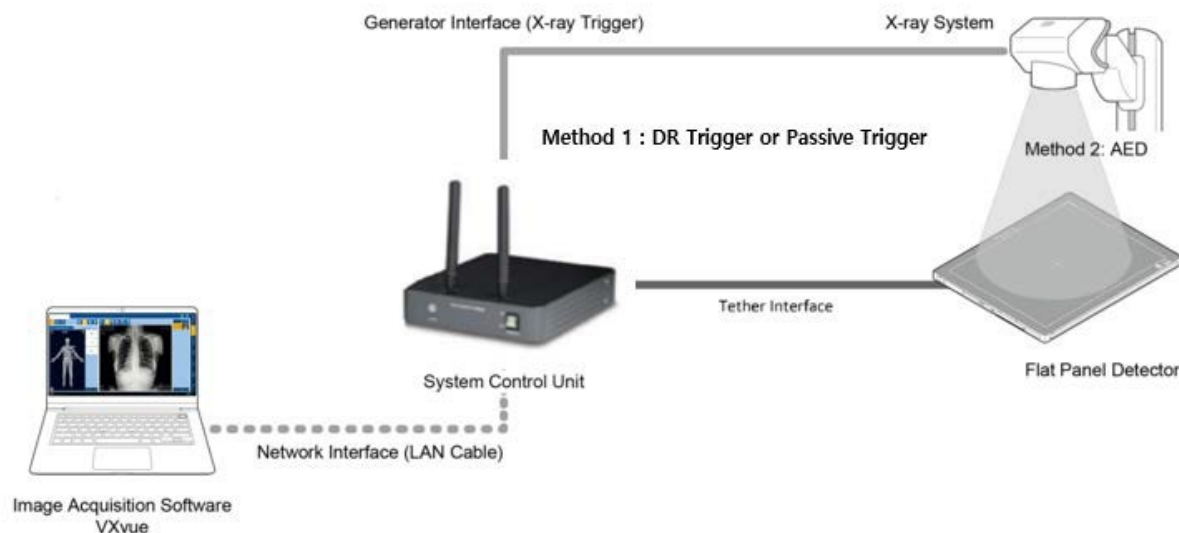 Generator Interface (X-ray Trigger)
X-ray System
Method 1 : DR Trigger or Passive Trigger
Method 2: AED
Tether Interface
Flat Panel Detector
System Control Unit
Network Interface (LAN Cable)
Image Acquisition Software
VXvue